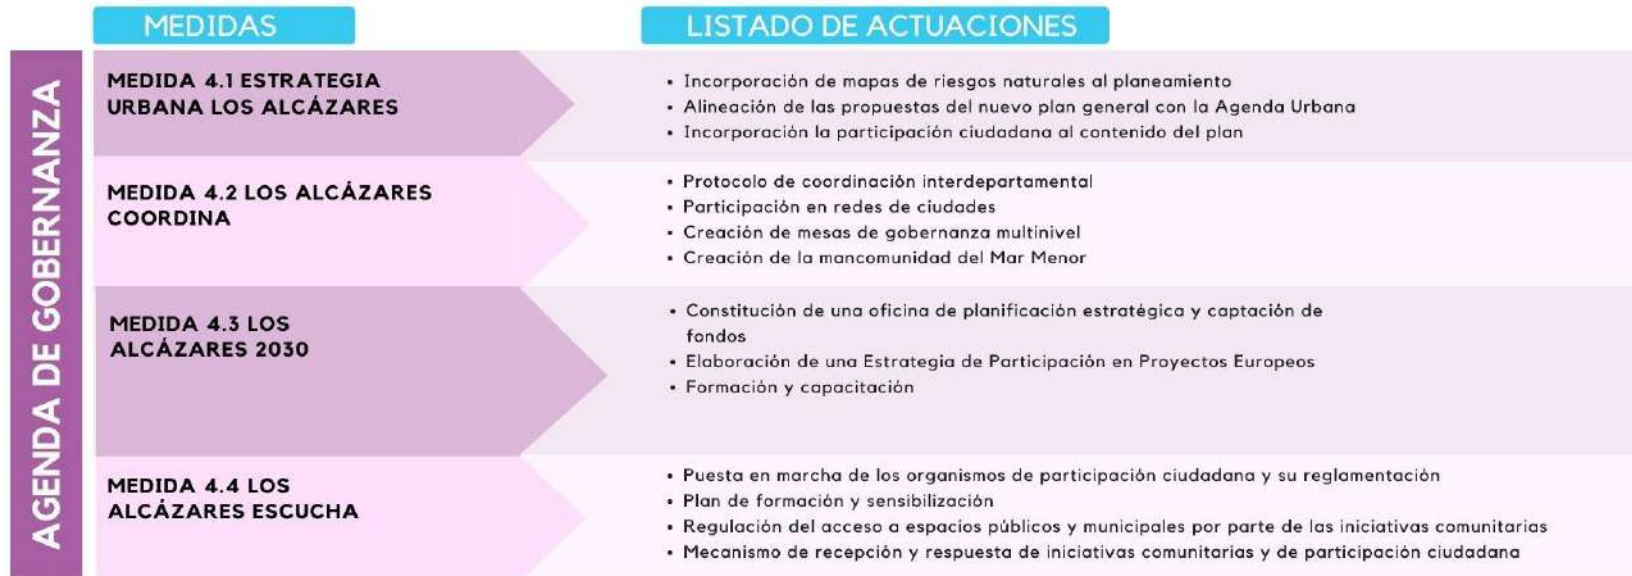 MEDIDAS
LISTADO DE ACTUACIONES
AGENDA DE GOBERNANZA
MEDIDA 4.1 ESTRATEGIA
URBANA LOS ALCÁZARES
• Incorporación de mapas de riesgos naturales al planeamiento
• Alineación de las propuestas del nuevo plan general con la Agenda Urbana
• Incorporación la participación ciudadana al contenido del plan
MEDIDA 4.2 LOS ALCÁZARES
COORDINA
• Protocolo de coordinación interdepartamental
• Participación en redes de ciudades
• Creación de mesas de gobernanza multinivel
• Creación de la mancomunidad del Mar Menor
MEDIDA 4.3 LOS
ALCÁZARES 2030
• Constitución de una oficina de planificación estratégica y captación de
fondos
• Elaboración de una Estrategia de Participación en Proyectos Europeos
• Formación y capacitación
MEDIDA 4.4 LOS
ALCÁZARES ESCUCHA
• Puesta en marcha de los organismos de participación ciudadana y su reglamentación
• Plan de formación y sensibilización
• Regulación del acceso a espacios públicos y municipales por parte de las iniciativas comunitarias
• Mecanismo de recepción y respuesta de iniciativas comunitarias y de participación ciudadana